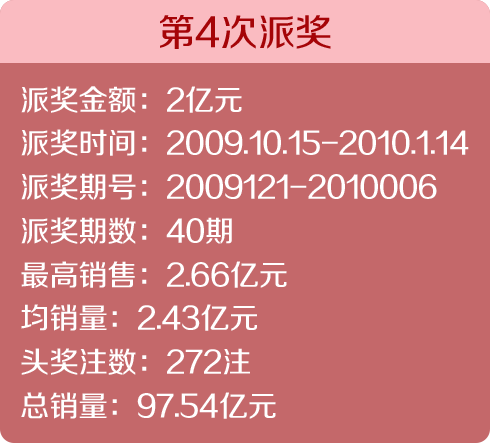 第4次派奖
派奖金额：2亿元
派奖时间：2009.10.15-2010.1.14
派奖期号：2009121-2010006
派奖期数：40期
最高销售：2.66亿元
均销量：2.43亿元
头奖注数：272注
总销量：97.54亿元